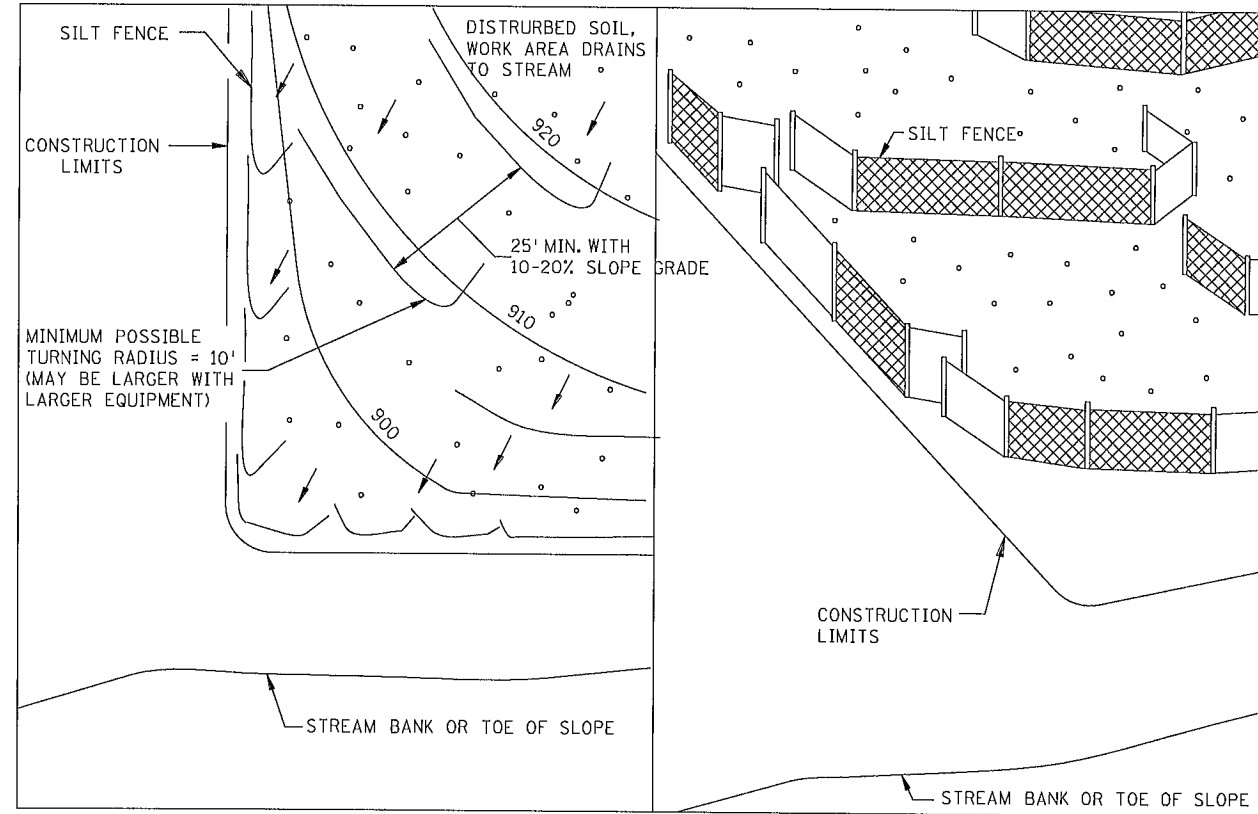 SILT FENCE
DISTRURBED SOIL,
WORK AREA DRAINS
TO STREAM
CONSTRUCTION
LIMITS
920
25' MIN. WITH
10-20% SLOPE GRADE
910
MINIMUM POSSIBLE
TURNING RADIUS = 10'
(MAY BE LARGER WITH
LARGER EQUIPMENT)
900
STREAM BANK OR TOE OF SLOPE
SILT FENCE
CONSTRUCTION
LIMITS
STREAM BANK OR TOE OF SLOPE